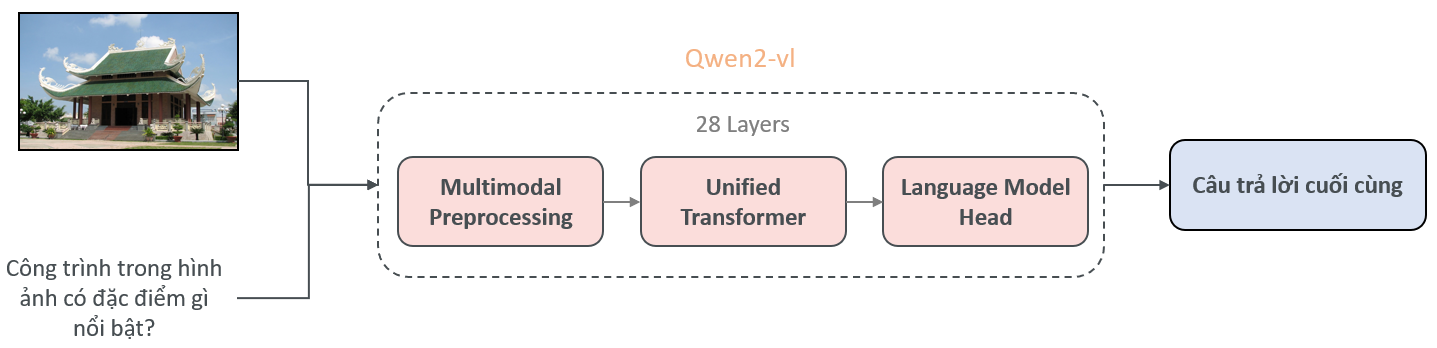 Qwen2-vl
28 Layers
Multimodal
Preprocessing
Unified
Transformer
Language Model
Head
Câu trả lời cuối cùng
Công trình trong hình
ảnh có đặc điểm gì
nổi bật?